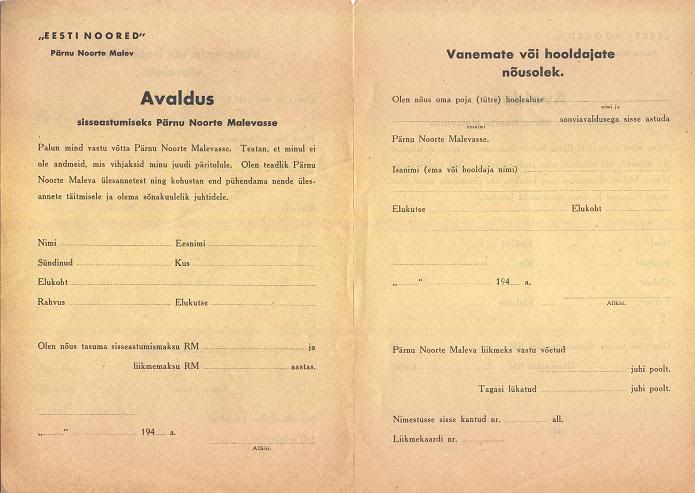 „EESTI NOORED“
Pärnu Noorte Malev
Avaldus
sisseastumiseks Pärnu Noorte Malevasse
Palun mind vastu võtta Pärnu Noorte Malevasse. Teatan, et minul ei
ole andmeid, mis vihjaksid minu juudi päritolule. Olen teadlik Pärnu
Noorte Maleva ülesannetest ning kohustan end pühendama nende üles-
annete täitmisele ja olema sõnakuulelik juhtidele.
Nimi Eesnimi
Sündinud Kus
Elukoht
Rahvus Elukutse
Olen nõus tasuma sisseastumismaksu RM ja
liikmemaksu RM aastas.
„ “ 194 a.
Allkiri.
Vanemate või hooldajate
nõusolek.
Olen nõus oma poja (tütre) hoolealuse
nimi ja
sooviavaldusega sisse astuda
eesnimi
Pärnu Noorte Malevasse.
Isanimi (ema või hooldaja nimi)
Elukutse Elukoht
„ “ 194 a.
Allkiri.
Pärnu Noorte Maleva liikmeks vastu võetud
juhi poolt.
Tagasi lükatud juhi poolt.
Nimestusse sisse kantud nr. all.
Liikmekaardi nr.